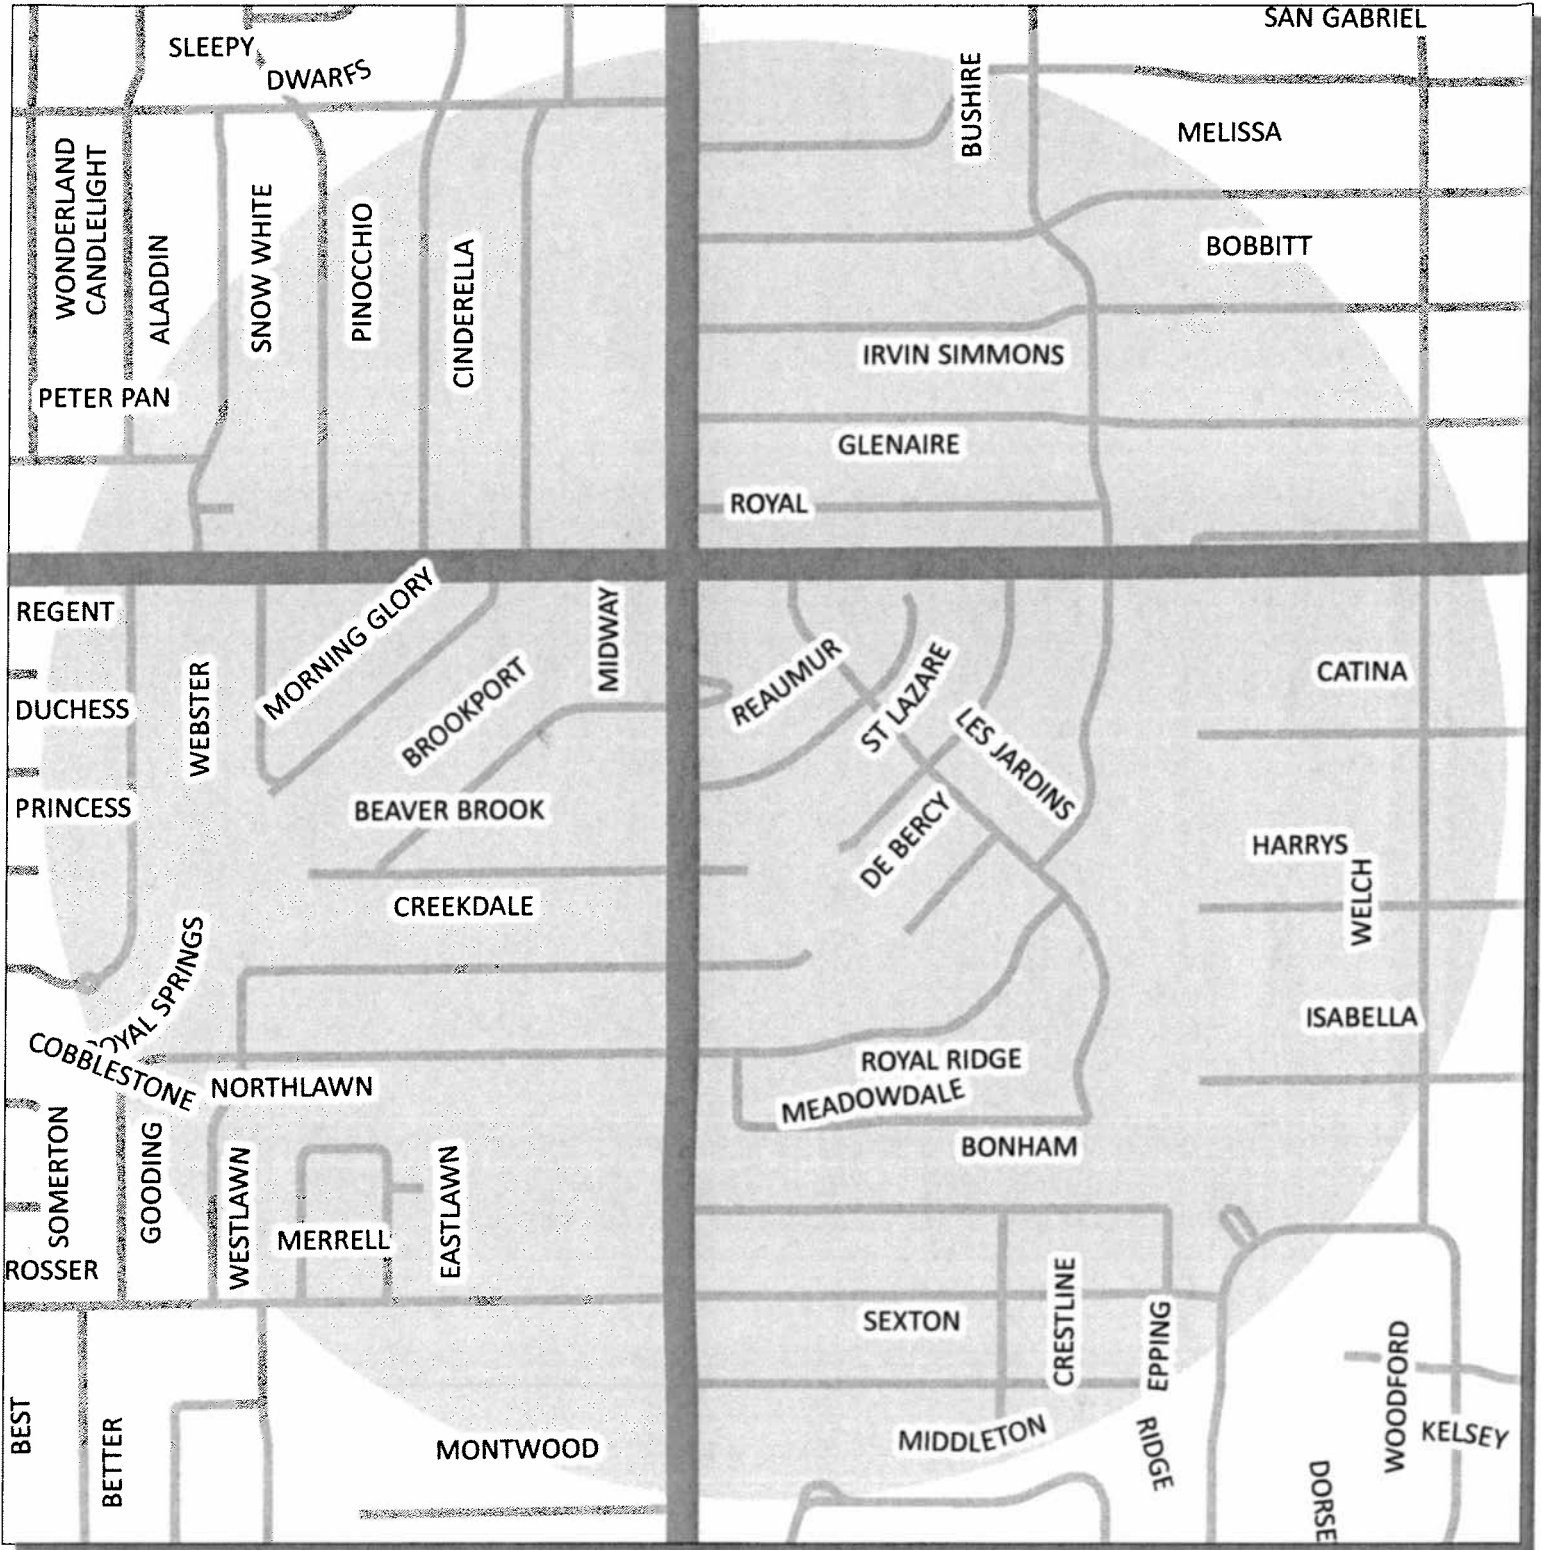 SAN GABRIEL
SLEEPY
DWARFS
BUSHIRE
MELISSA
WONDERLAND
CANDLELIGHT
ALADDIN
SNOW WHITE
PINOCCHIO
CINDERELLA
BOBBITT
IRVIN SIMMONS
PETER PAN
GLENAIRE
ROYAL
REGENT
MORNING GLORY
MIDWAY
REAUMUR
ST LAZARE
CATINA
DUCHESS
WEBSTER
BROOKPORT
LES JARDINS
PRINCESS
BEAVER BROOK
DE BERCY
HARRYS
WELCH
CREEKDALE
OYAL SPRINGS
ISABELLA
COBBLESTONE
NORTHLAWN
ROYAL RIDGE
MEADOWDALE
BONHAM
SOMERTON
GOODING
WESTLAWN
MERRELL
EASTLAWN
ROSSER
SEXTON
CRESTLINE
EPPING
RIDGE
WOODFORD
BEST
BETTER
MONTWOOD
MIDDLETON
KELSEY
DORSE